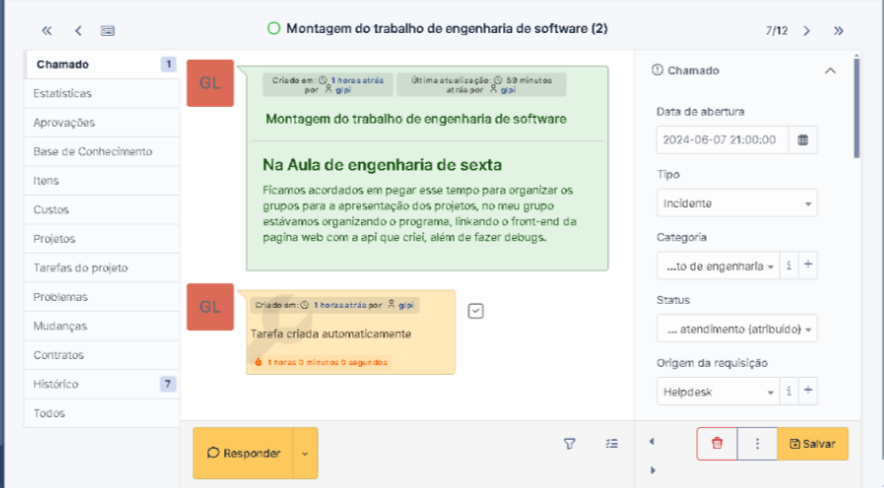 Montagem do trabalho de engenharia de software (2)
7/12
Chamado 1
Estatísticas
Aprovações
Base de Conhecimento
Itens
Custos
Projetos
Tarefas do projeto
Problemas
Mudanças
Contratos
Histórico 7
Todos
GL
Criado em: 1 horas atrás
por glpi
Última atualização: 59 minutos
atrás por glpi
Montagem do trabalho de engenharia de software
Na Aula de engenharia de sexta
Ficamos acordados em pegar esse tempo para organizar os
grupos para a apresentação dos projetos, no meu grupo
estávamos organizando o programa, linkando o front-end da
pagina web com a api que criei, além de fazer debugs.
GL
Criado em: 1 horas atrás por glpi
Tarefa criada automaticamente
1 horas 0 minutos 0 segundos
Responder
Chamado
Data de abertura
2024-06-07 21:00:00
Tipo
Incidente
Categoria
...to de engenharia
Status
... atendimento (atribuído)
Origem da requisição
Helpdesk
Salvar